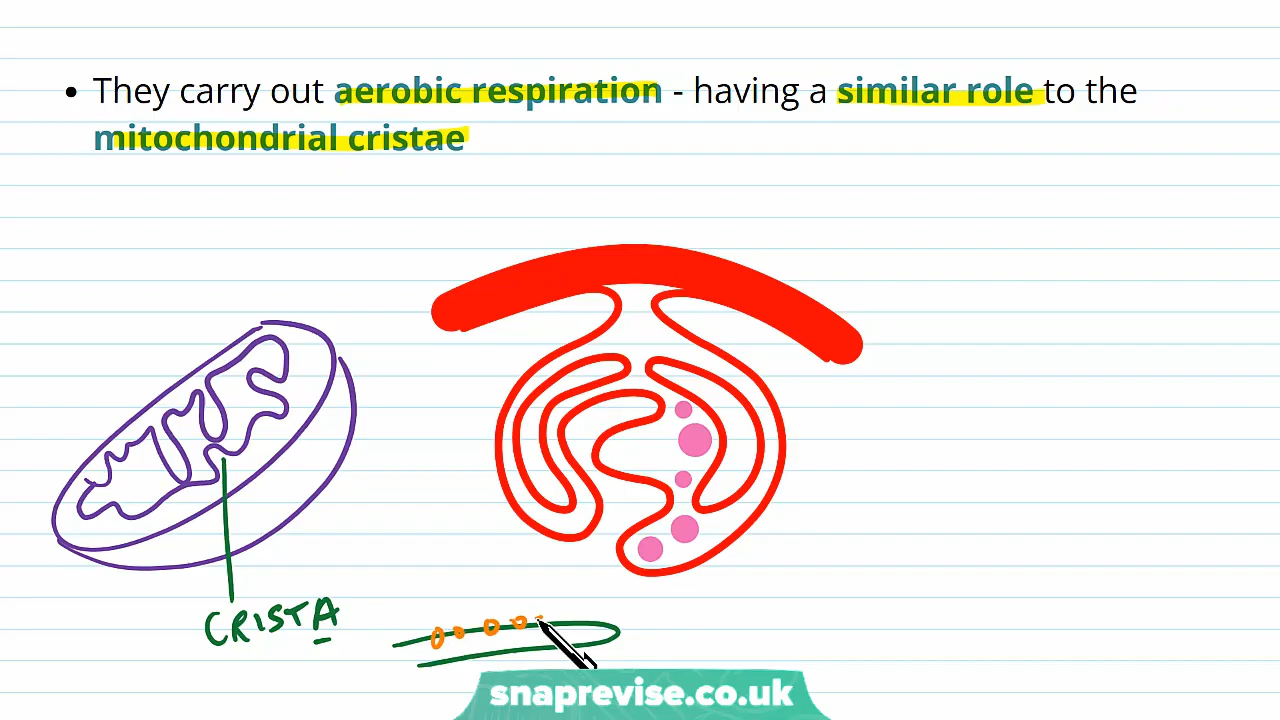 • They carry out aerobic respiration - having a similar role to the
mitochondrial cristae
CRISTA
snaprevise.co.uk